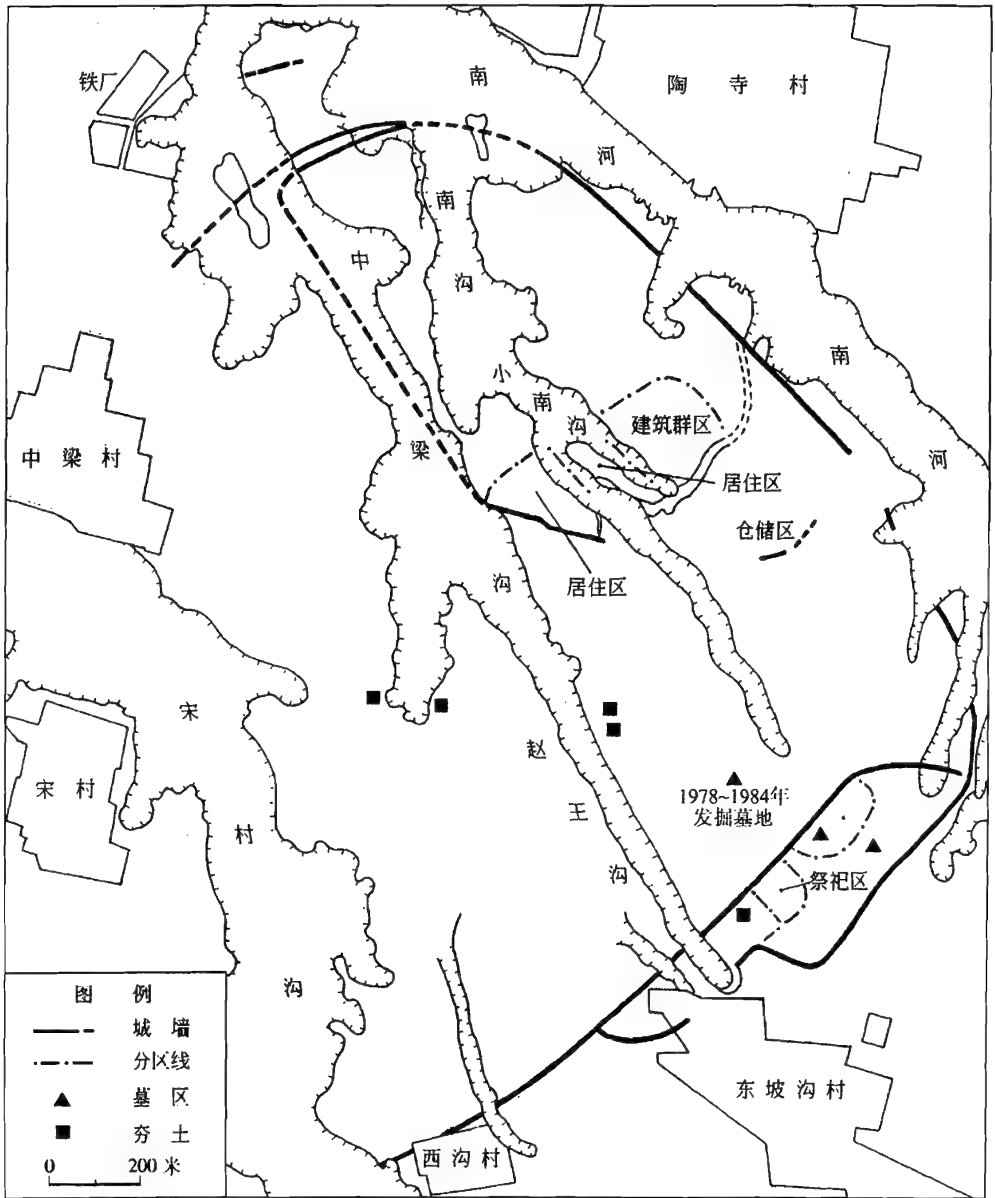 铁厂
陶寺村
南
河
南
沟
中
梁
沟
小
南
沟
建筑群区
南
河
中梁村
居住区
仓储区
居住区
宋
村
沟
宋村
赵
王
沟
1978~1984年
发掘墓地
祭祀区
东坡沟村
西沟村
图例
城墙
分区线
墓区
夯土
0 200米